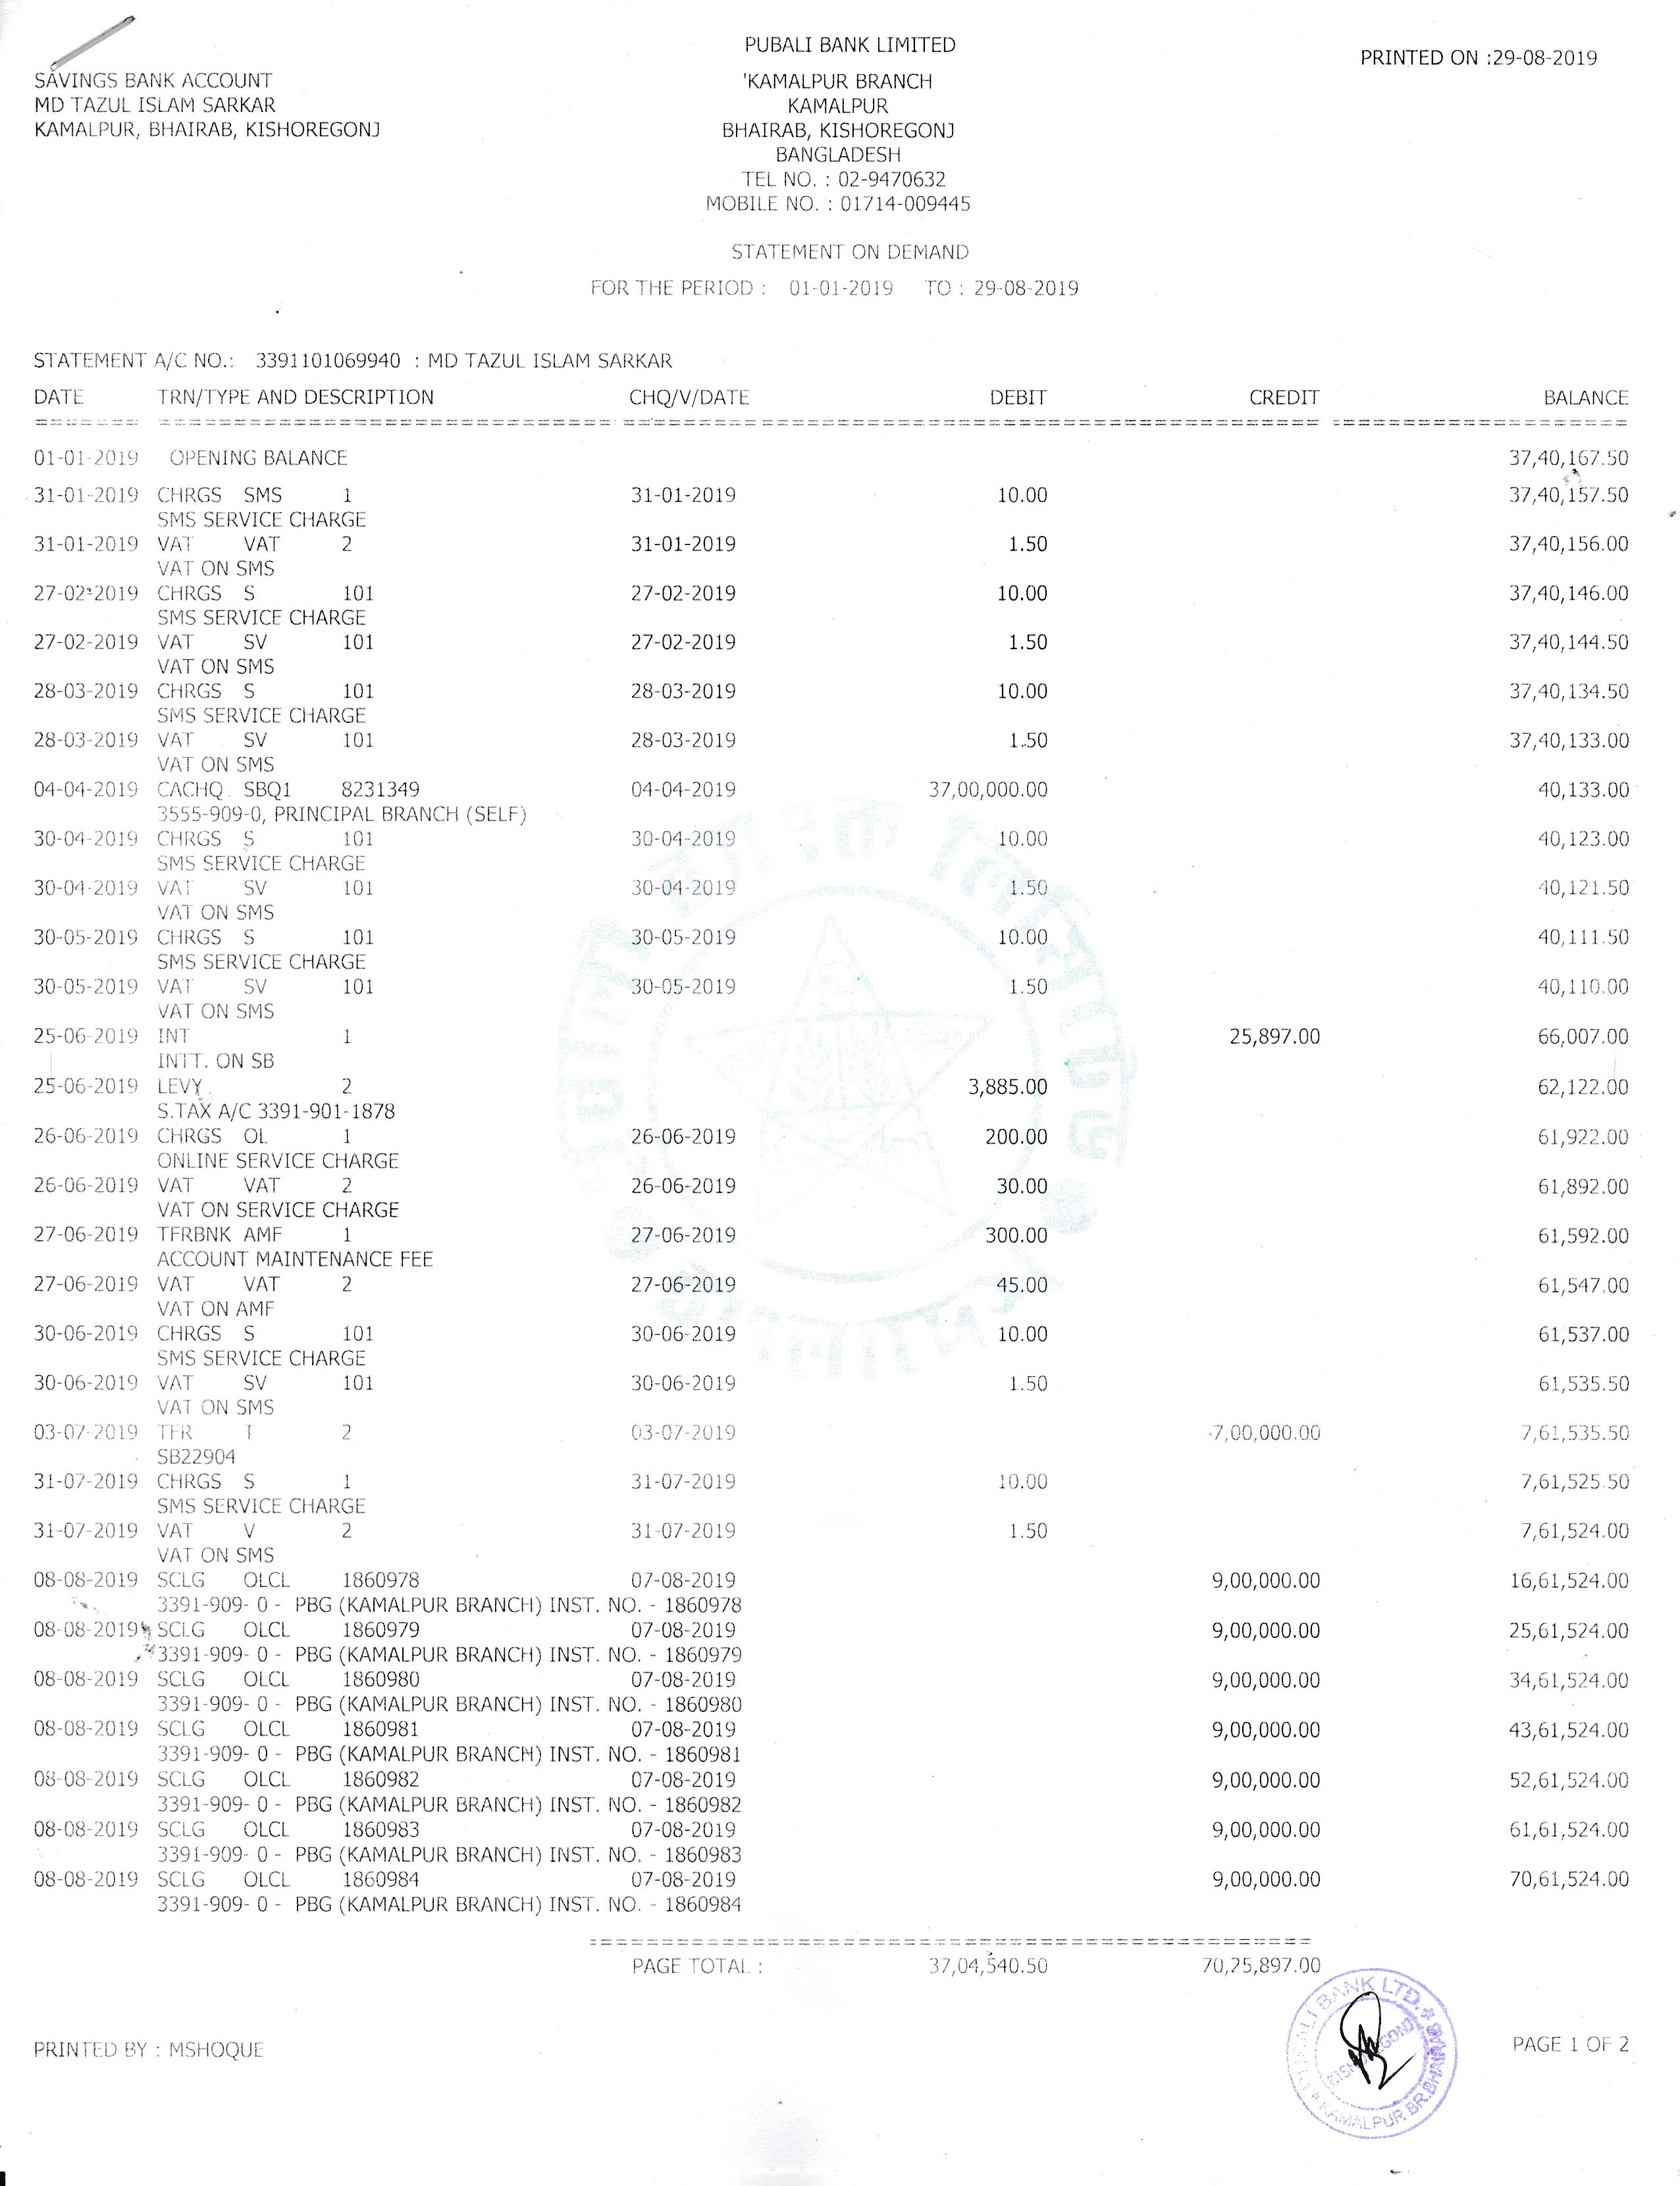 PUBALI BANK LIMITED
PRINTED ON :29-08-2019
SAVINGS BANK ACCOUNT
MD TAZUL ISLAM SARKAR
KAMALPUR, BHAIRAB, KISHOREGONJ
'KAMALPUR BRANCH
KAMALPUR
BHAIRAB, KISHOREGONJ
BANGLADESH
TEL NO. : 02-9470632
MOBILE NO. : 01714-009445
STATEMENT ON DEMAND
FOR THE PERIOD : 01-01-2019 TO : 29-08-2019
STATEMENT A/C NO.: 3391101069940 : MD TAZUL ISLAM SARKAR
DATE TRN/TYPE AND DESCRIPTION CHQ/V/DATE DEBIT CREDIT BALANCE
01-01-2019 OPENING BALANCE 37,40,167.50
31-01-2019 CHRGS SMS 1 31-01-2019 10.00 37,40,157.50
SMS SERVICE CHARGE
31-01-2019 VAT VAT 2 31-01-2019 1.50 37,40,156.00
VAT ON SMS
27-02-2019 CHRGS S 101 27-02-2019 10.00 37,40,146.00
SMS SERVICE CHARGE
27-02-2019 VAT SV 101 27-02-2019 1.50 37,40,144.50
VAT ON SMS
28-03-2019 CHRGS S 101 28-03-2019 10.00 37,40,134.50
SMS SERVICE CHARGE
28-03-2019 VAT SV 101 28-03-2019 1.50 37,40,133.00
VAT ON SMS
04-04-2019 CACHQ SBQ1 8231349 04-04-2019 37,00,000.00 40,133.00
3555-909-0, PRINCIPAL BRANCH (SELF)
30-04-2019 CHRGS S 101 30-04-2019 10.00 40,123.00
SMS SERVICE CHARGE
30-04-2019 VAT SV 101 30-04-2019 1.50 40,121.50
VAT ON SMS
30-05-2019 CHRGS S 101 30-05-2019 10.00 40,111.50
SMS SERVICE CHARGE
30-05-2019 VAT SV 101 30-05-2019 1.50 40,110.00
VAT ON SMS
25-06-2019 INT 1 25,897.00 66,007.00
INTT. ON SB
25-06-2019 LEVY 2 3,885.00 62,122.00
S.TAX A/C 3391-901-1878
26-06-2019 CHRGS OL 1 26-06-2019 200.00 61,922.00
ONLINE SERVICE CHARGE
26-06-2019 VAT VAT 2 26-06-2019 30.00 61,892.00
VAT ON SERVICE CHARGE
27-06-2019 TFRBNK AMF 1 27-06-2019 300.00 61,592.00
ACCOUNT MAINTENANCE FEE
27-06-2019 VAT VAT 2 27-06-2019 45.00 61,547.00
VAT ON AMF
30-06-2019 CHRGS S 101 30-06-2019 10.00 61,537.00
SMS SERVICE CHARGE
30-06-2019 VAT SV 101 30-06-2019 1.50 61,535.50
VAT ON SMS
03-07-2019 TFR T 2 03-07-2019 7,00,000.00 7,61,535.50
SB22904
31-07-2019 CHRGS S 1 31-07-2019 10.00 7,61,525.50
SMS SERVICE CHARGE
31-07-2019 VAT V 2 31-07-2019 1.50 7,61,524.00
VAT ON SMS
08-08-2019 SCLG OLCL 1860978 07-08-2019 9,00,000.00 16,61,524.00
3391-909- 0 - PBG (KAMALPUR BRANCH) INST. NO. - 1860978
08-08-2019 SCLG OLCL 1860979 07-08-2019 9,00,000.00 25,61,524.00
3391-909- 0 - PBG (KAMALPUR BRANCH) INST. NO. - 1860979
08-08-2019 SCLG OLCL 1860980 07-08-2019 9,00,000.00 34,61,524.00
3391-909- 0 - PBG (KAMALPUR BRANCH) INST. NO. - 1860980
08-08-2019 SCLG OLCL 1860981 07-08-2019 9,00,000.00 43,61,524.00
3391-909- 0 - PBG (KAMALPUR BRANCH) INST. NO. - 1860981
08-08-2019 SCLG OLCL 1860982 07-08-2019 9,00,000.00 52,61,524.00
3391-909- 0 - PBG (KAMALPUR BRANCH) INST. NO. - 1860982
08-08-2019 SCLG OLCL 1860983 07-08-2019 9,00,000.00 61,61,524.00
3391-909- 0 - PBG (KAMALPUR BRANCH) INST. NO. - 1860983
08-08-2019 SCLG OLCL 1860984 07-08-2019 9,00,000.00 70,61,524.00
3391-909- 0 - PBG (KAMALPUR BRANCH) INST. NO. - 1860984
PAGE TOTAL : 37,04,540.50 70,25,897.00
BANK LTD.
KAMALPUR BR.BHAIRAB
PRINTED BY : MSHOQUE
PAGE 1 OF 2